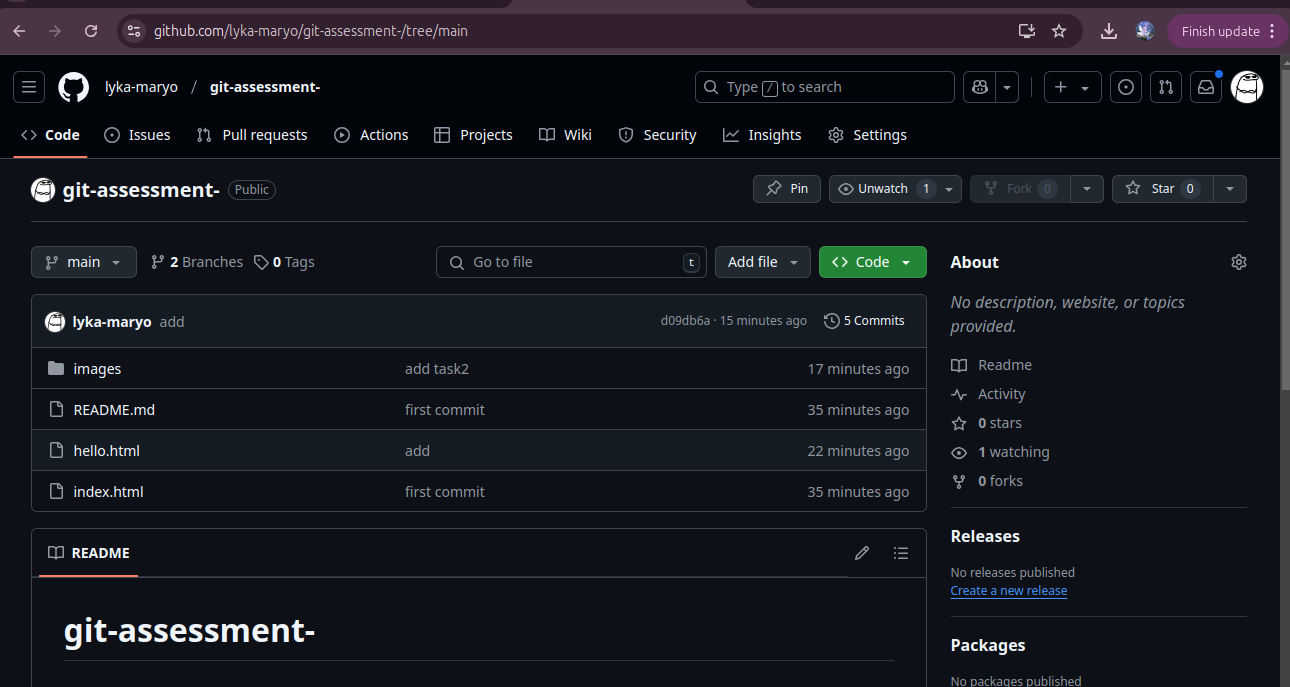 github.com/lyka-maryo/git-assessment-/tree/main
Finish update
lyka-maryo / git-assessment-
Type / to search
Code Issues Pull requests Actions Projects Wiki Security Insights Settings
git-assessment- Public
Pin Unwatch 1 Fork 0 Star 0
main 2 Branches 0 Tags Go to file t Add file Code
lyka-maryo add d09db6a · 15 minutes ago 5 Commits
images add task2 17 minutes ago
README.md first commit 35 minutes ago
hello.html add 22 minutes ago
index.html first commit 35 minutes ago
README
git-assessment-
About
No description, website, or topics
provided.
Readme
Activity
0 stars
1 watching
0 forks
Releases
No releases published
Create a new release
Packages
No packages published